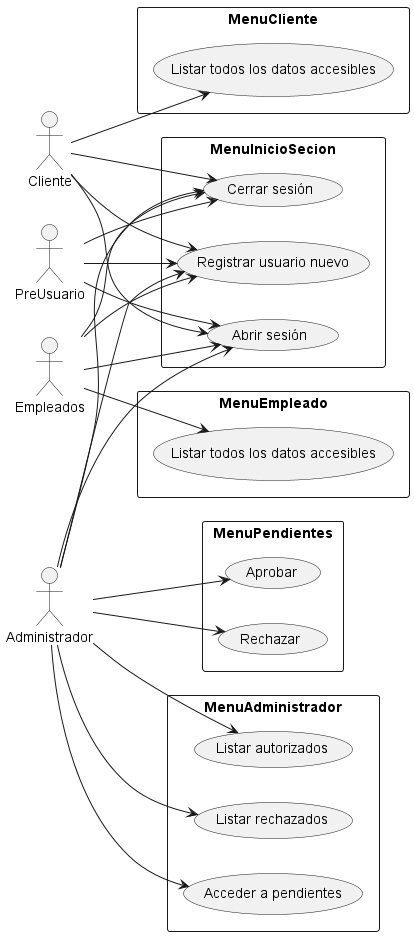 MenuCliente
Listar todos los datos accesibles
Cliente
MenuInicioSecion
Cerrar sesión
PreUsuario
Registrar usuario nuevo
Abrir sesión
Empleados
MenuEmpleado
Listar todos los datos accesibles
MenuPendientes
Aprobar
Rechazar
Administrador
MenuAdministrador
Listar autorizados
Listar rechazados
Acceder a pendientes